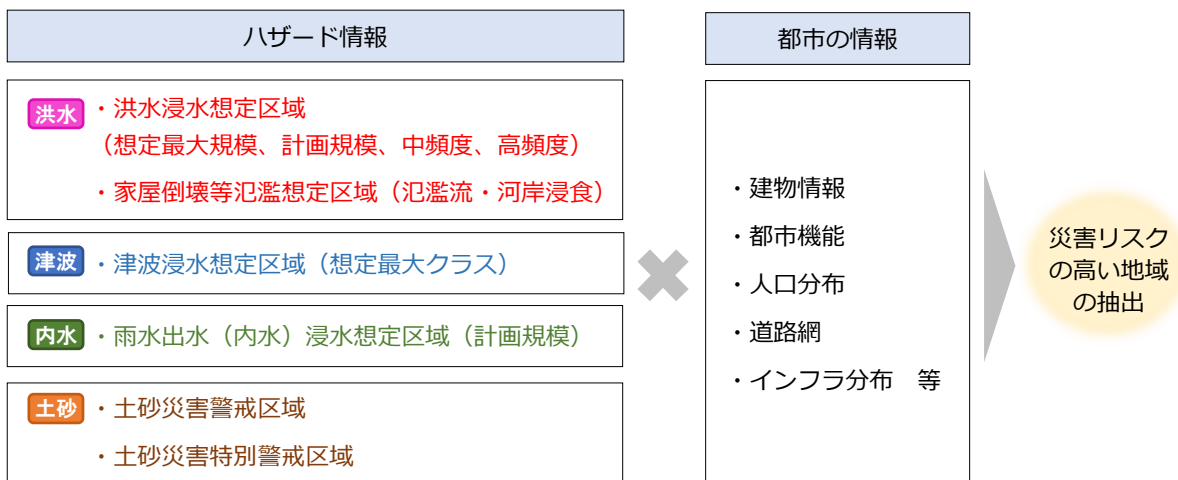 ハザード情報
洪水 ・洪水浸水想定区域
（想定最大規模、計画規模、中頻度、高頻度）
・家屋倒壊等氾濫想定区域（氾濫流・河岸浸食）
津波 ・津波浸水想定区域（想定最大クラス）
内水 ・雨水出水（内水）浸水想定区域（計画規模）
土砂 ・土砂災害警戒区域
・土砂災害特別警戒区域
都市の情報
・建物情報
・都市機能
・人口分布
・道路網
・インフラ分布　等
災害リスク
の高い地域
の抽出